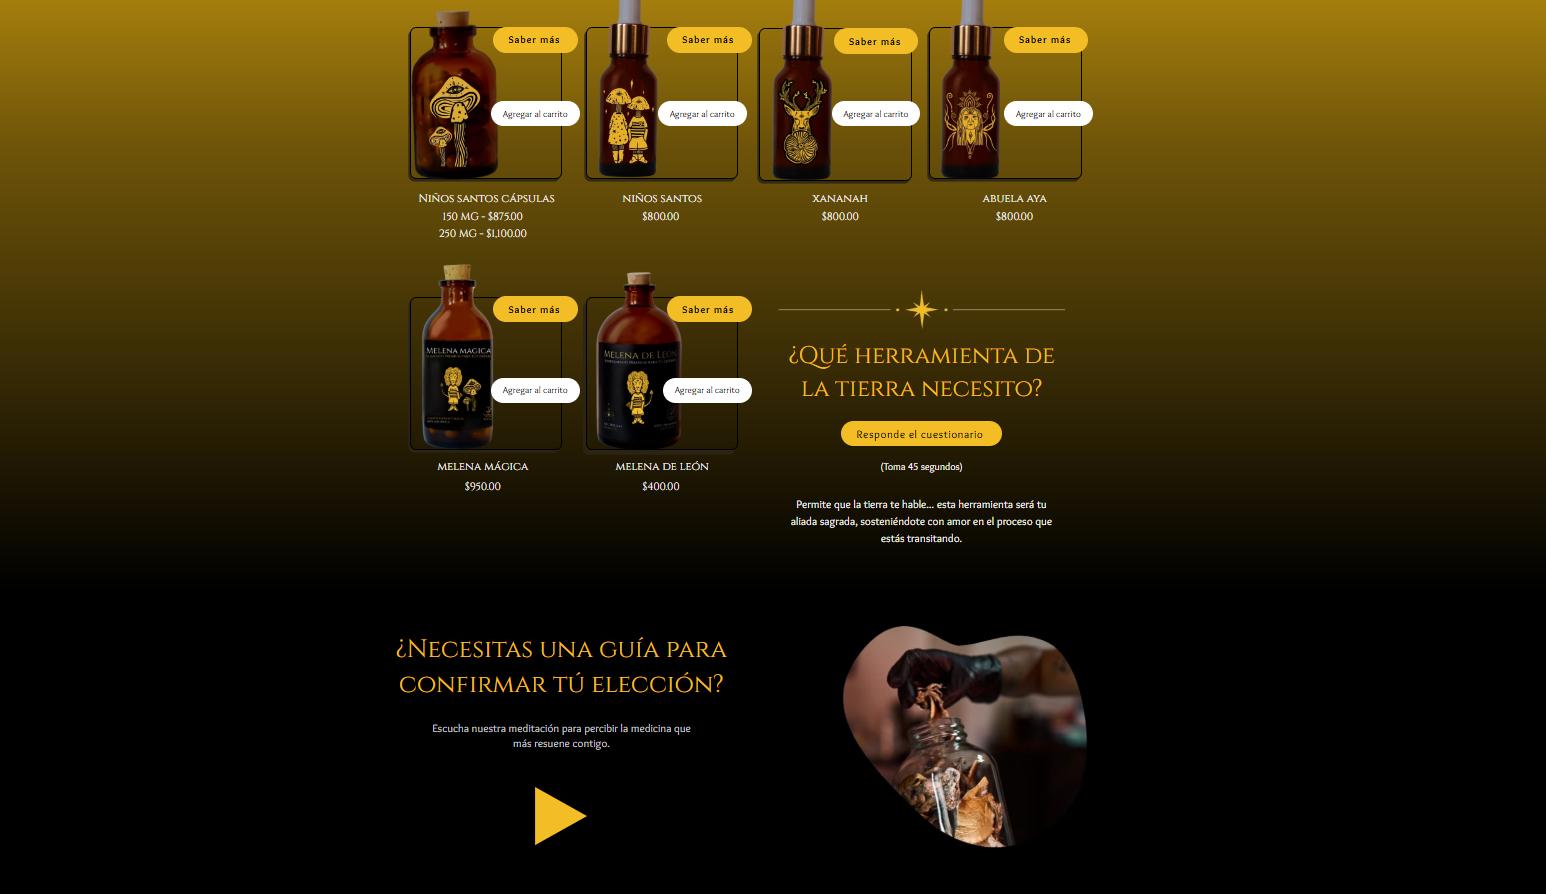 Saber más
Saber más
Saber más
Saber más
Agregar al carrito
Agregar al carrito
Agregar al carrito
Agregar al carrito
Niños santos cápsulas
150 MG - $875.00
250 MG - $1,100.00
niños santos
$800.00
xananah
$800.00
abuela aya
$800.00
Saber más
Saber más
Melena magica
Melena de León
Agregar al carrito
Agregar al carrito
melena mágica
$950.00
melena de león
$400.00
¿Qué herramienta de
la tierra necesito?
Responde el cuestionario
(Toma 45 segundos)
Permite que la tierra te hable... esta herramienta será tu
aliada sagrada, sosteniéndote con amor en el proceso que
estás transitando.
¿Necesitas una guía para
confirmar tú elección?
Escucha nuestra meditación para percibir la medicina que
más resuene contigo.